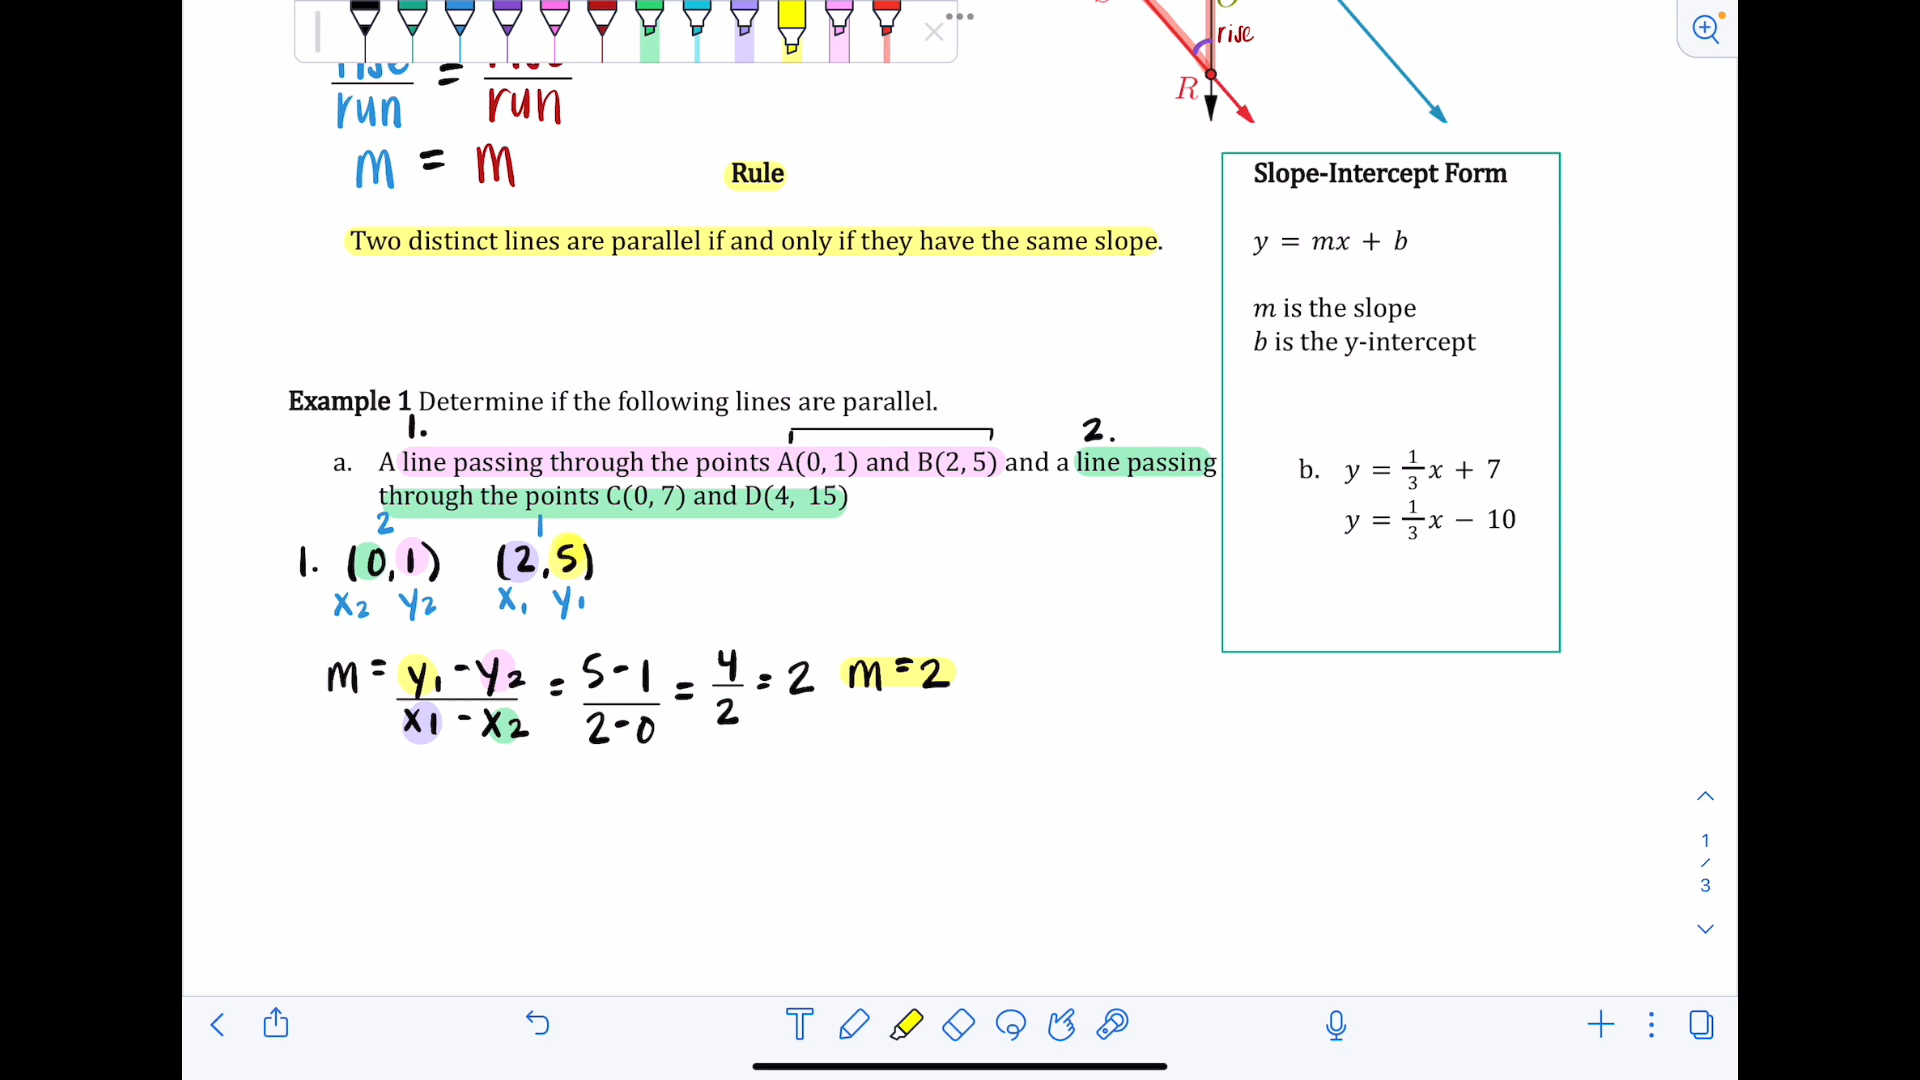 rise = rise
run run
m = m
rise
R
Rule
Two distinct lines are parallel if and only if they have the same slope.
Slope-Intercept Form
y = mx + b
m is the slope
b is the y-intercept
Example 1 Determine if the following lines are parallel.
1. 2.
a. A line passing through the points A(0, 1) and B(2, 5) and a line passing
through the points C(0, 7) and D(4, 15)
b. y = 1/3 x + 7
y = 1/3 x − 10
2 1
1. (0, 1) (2, 5)
x2 y2 x1 y1
m = y1 - y2 / x1 - x2 = 5 - 1 / 2 - 0 = 4/2 = 2 m = 2
1
/
3
T